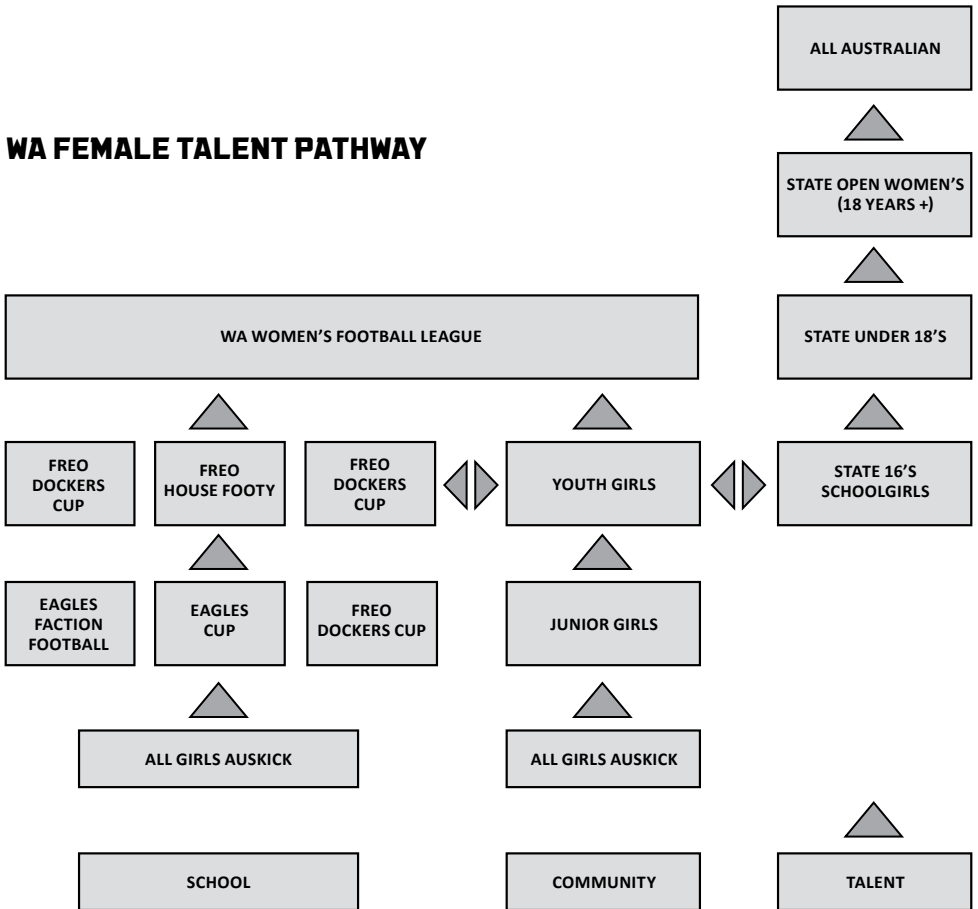 ALL AUSTRALIAN
WA FEMALE TALENT PATHWAY
STATE OPEN WOMEN'S
(18 YEARS +)
WA WOMEN'S FOOTBALL LEAGUE
STATE UNDER 18'S
FREO
DOCKERS
CUP
FREO
HOUSE FOOTY
FREO
DOCKERS
CUP
YOUTH GIRLS
STATE 16'S
SCHOOLGIRLS
EAGLES
FACTION
FOOTBALL
EAGLES
CUP
FREO
DOCKERS CUP
JUNIOR GIRLS
ALL GIRLS AUSKICK
ALL GIRLS AUSKICK
SCHOOL
COMMUNITY
TALENT